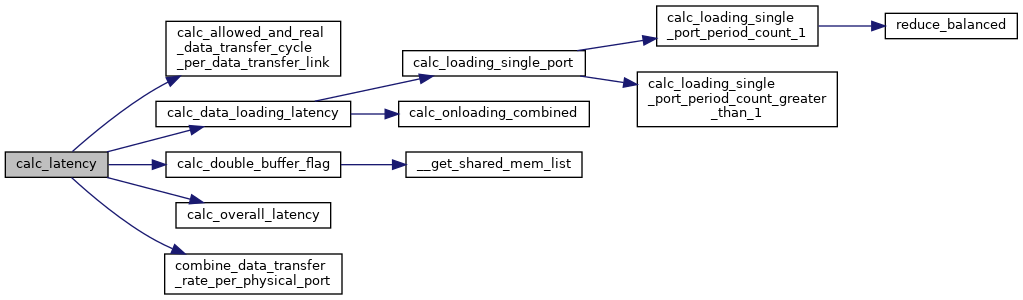 calc_latency
calc_allowed_and_real
_data_transfer_cycle
_per_data_transfer_link
calc_data_loading_latency
calc_double_buffer_flag
calc_overall_latency
combine_data_transfer
_rate_per_physical_port
calc_loading_single_port
calc_onloading_combined
__get_shared_mem_list
calc_loading_single
_port_period_count_1
calc_loading_single
_port_period_count_greater
_than_1
reduce_balanced